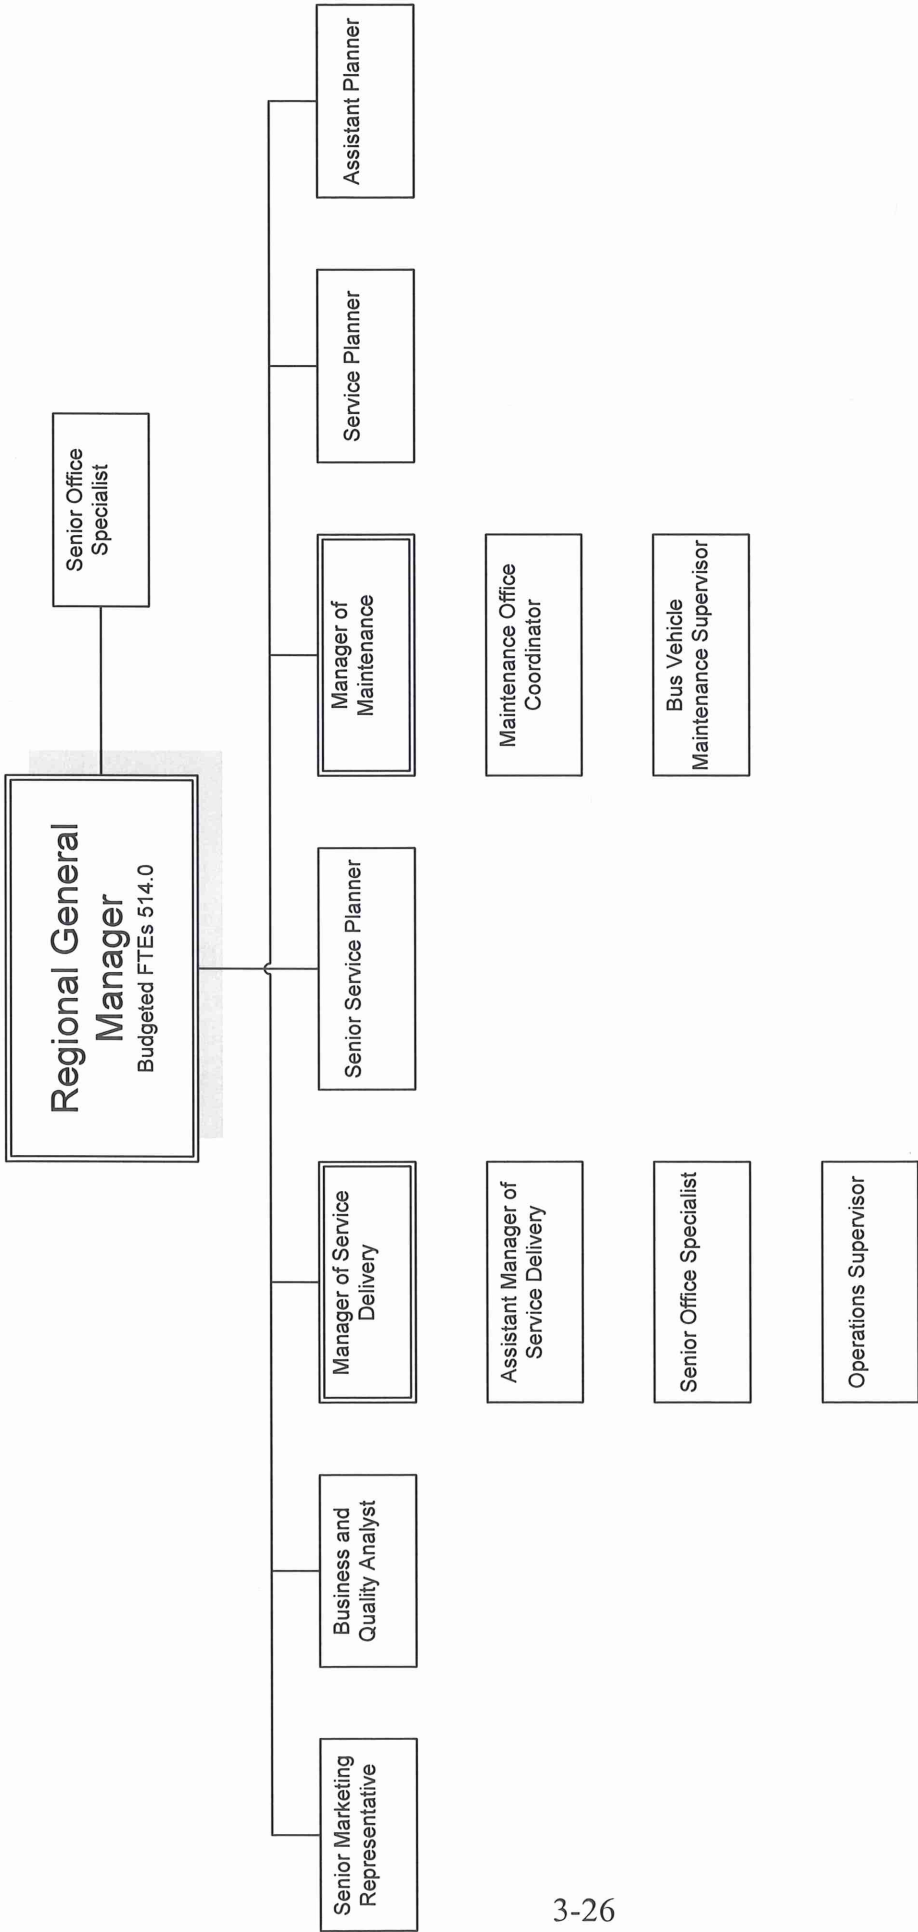 Regional General
Manager
Budgeted FTEs 514.0
Senior Office
Specialist
Senior Marketing
Representative
Business and
Quality Analyst
Manager of Service
Delivery
Senior Service Planner
Manager of
Maintenance
Service Planner
Assistant Planner
Assistant Manager of
Service Delivery
Maintenance Office
Coordinator
Senior Office Specialist
Bus Vehicle
Maintenance Supervisor
Operations Supervisor
3-26